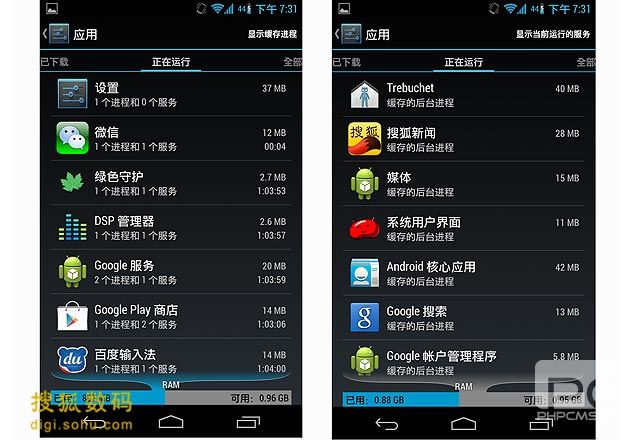 44 下午 7:31
应用
显示缓存进程
已下载
正在运行
全部
设置
37 MB
1 个进程和 0 个服务
微信
12 MB
1 个进程和 1 个服务
00:04
绿色守护
2.7 MB
1 个进程和 1 个服务
1:03:53
DSP 管理器
2.6 MB
1 个进程和 1 个服务
1:03:57
Google 服务
20 MB
2 个进程和 1 个服务
1:03:59
Google Play 商店
14 MB
1 个进程和 2 个服务
1:03:06
du
百度输入法
14 MB
1 个进程和 1 个服务
1:04:00
RAM
可用：0.96 GB
搜狐数码
digi.sohu.com
44 下午 7:31
应用
显示当前运行的服务
已下载
正在运行
全部
Trebuchet
40 MB
缓存的后台进程
搜狐
搜狐新闻
28 MB
缓存的后台进程
媒体
15 MB
缓存的后台进程
系统用户界面
11 MB
缓存的后台进程
Android 核心应用
42 MB
缓存的后台进程
g
Google 搜索
13 MB
缓存的后台进程
Google 帐户管理程序
5.8 MB
缓存的后台进程
RAM
已用：0.88 GB
可用：0.95 GB
PHPCMS